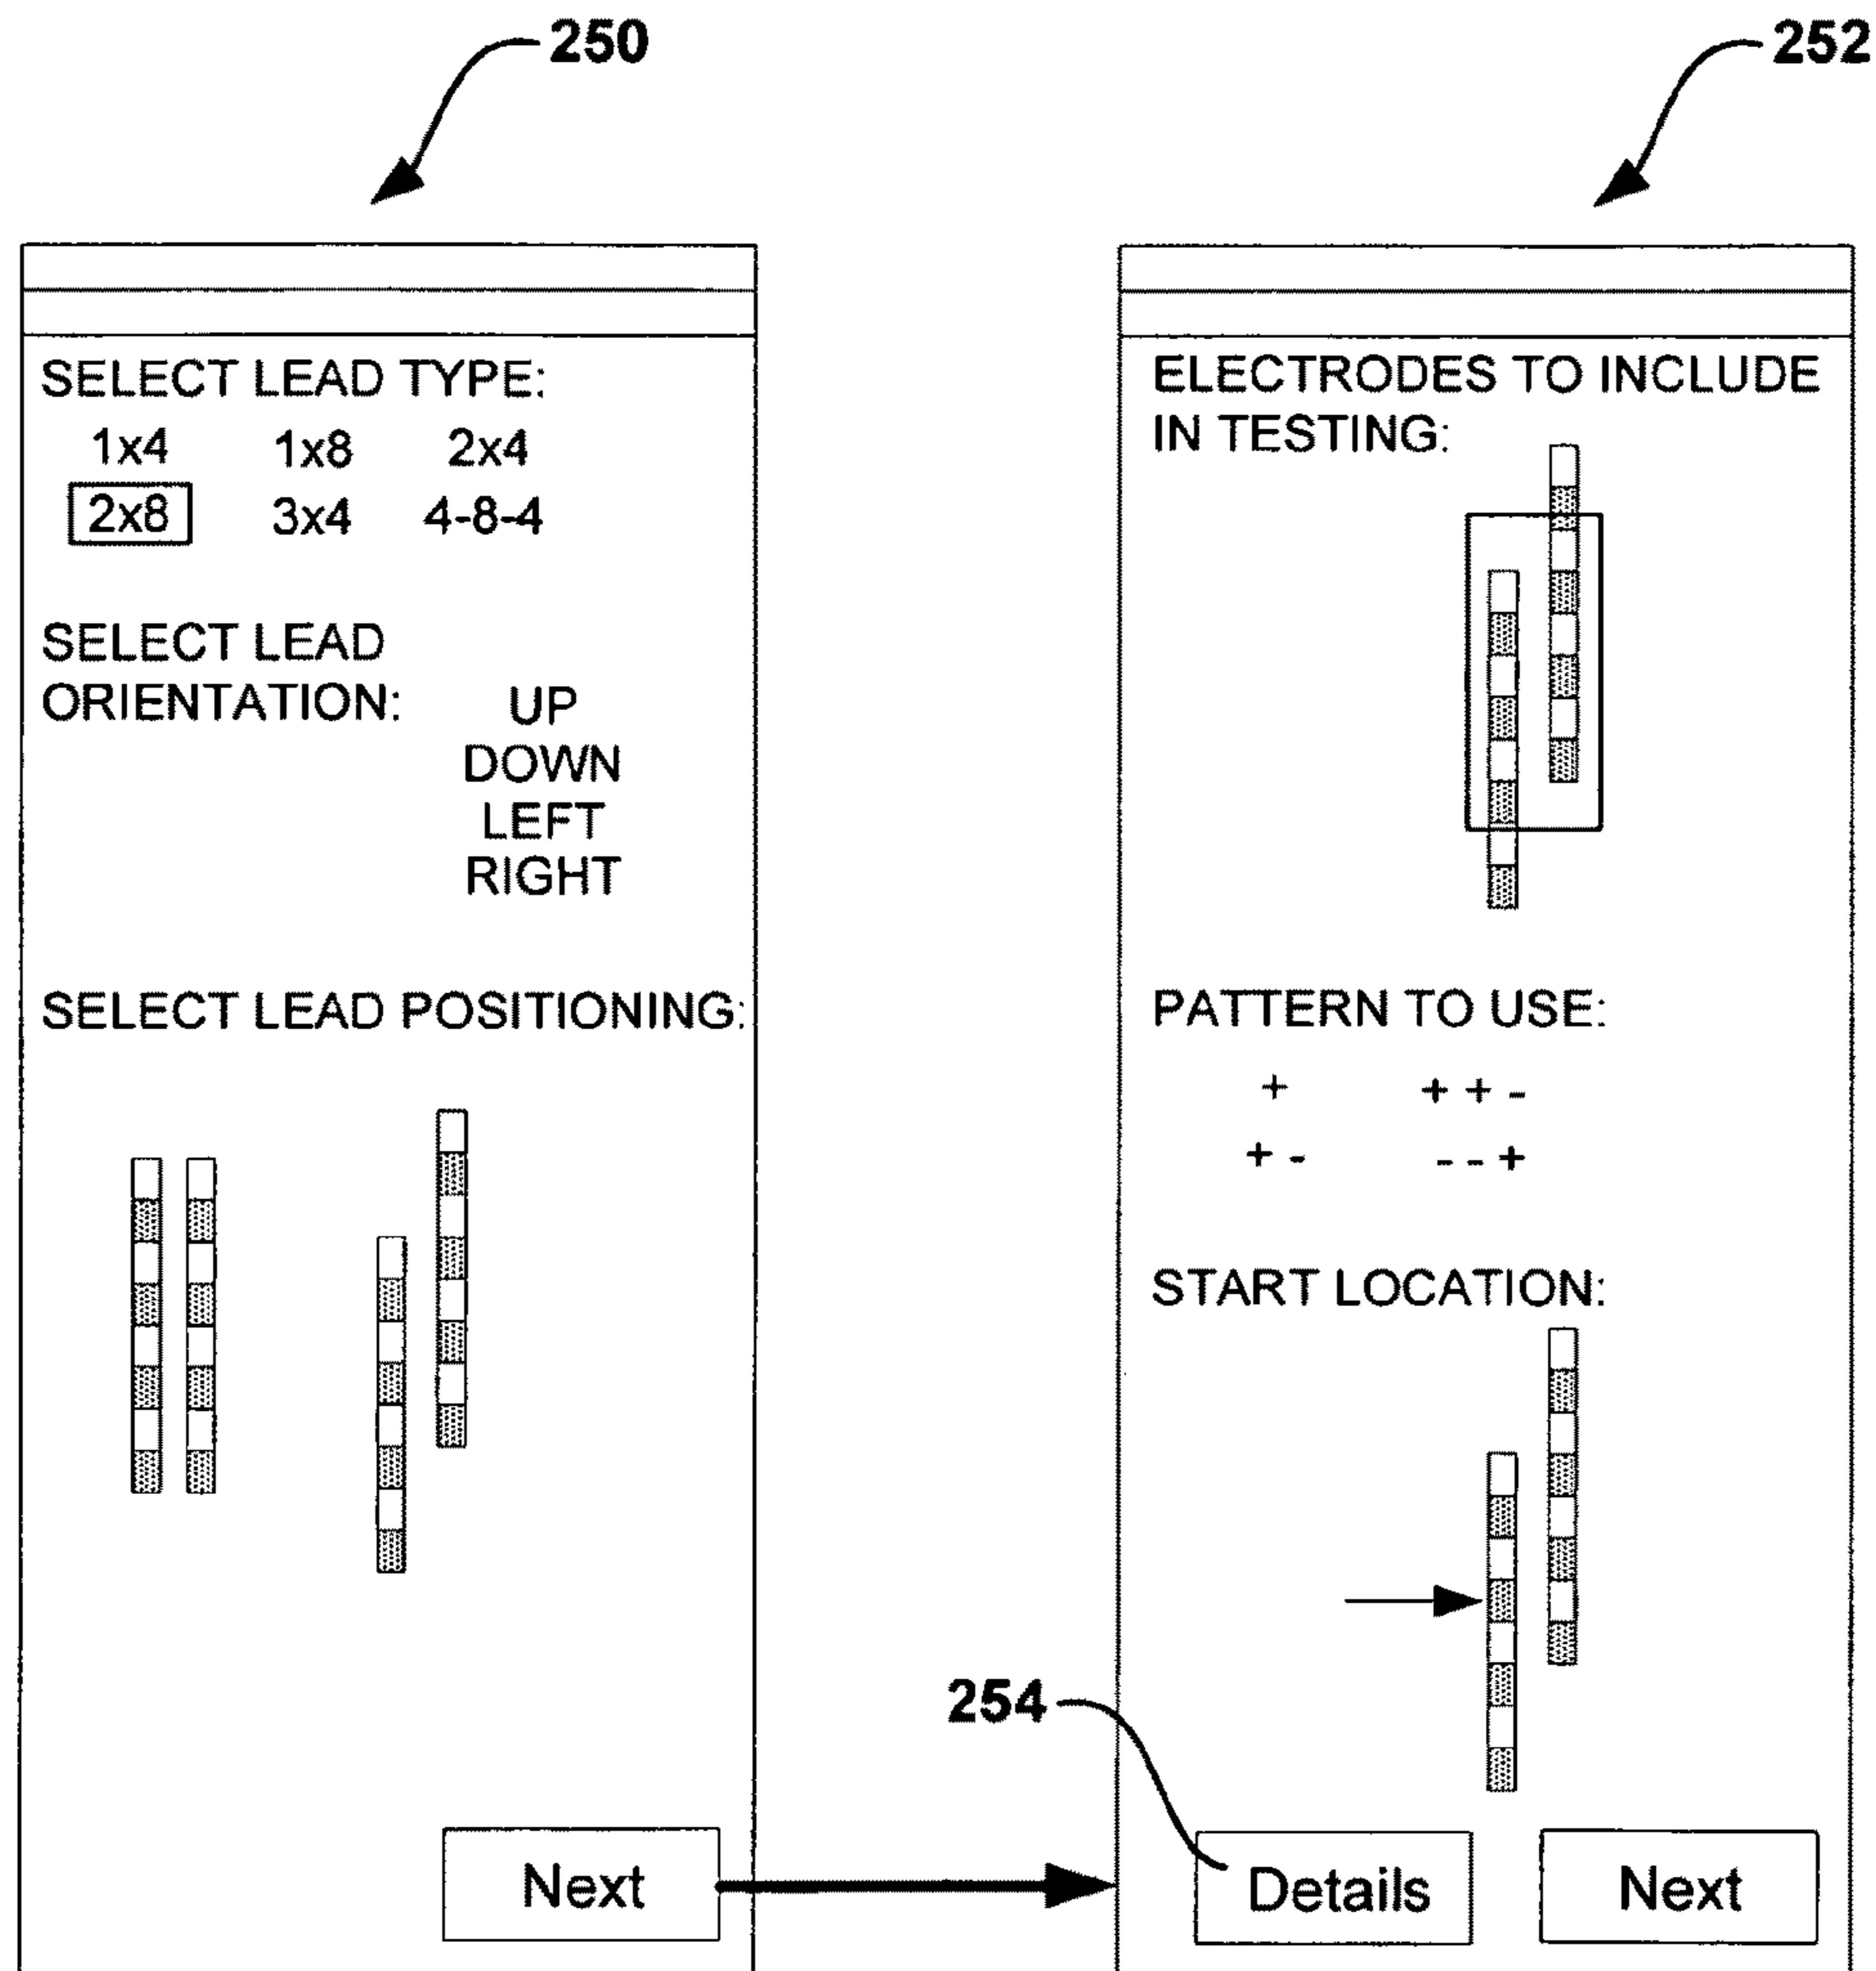 250
252
SELECT LEAD TYPE:
1x4 1x8 2x4
2x8 3x4 4-8-4
SELECT LEAD
ORIENTATION: UP
DOWN
LEFT
RIGHT
SELECT LEAD POSITIONING:
Next
ELECTRODES TO INCLUDE
IN TESTING:
PATTERN TO USE:
+ + + -
+ - - - +
START LOCATION:
254
Details Next